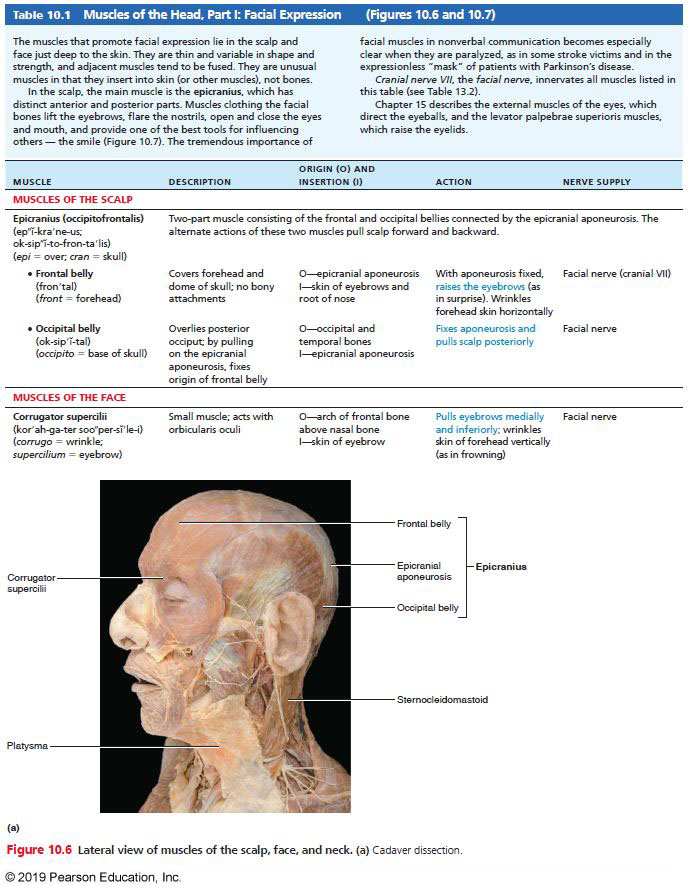 Table 10.1 Muscles of the Head, Part I: Facial Expression (Figures 10.6 and 10.7)
The muscles that promote facial expression lie in the scalp and
face just deep to the skin. They are thin and variable in shape and
strength, and adjacent muscles tend to be fused. They are unusual
muscles in that they insert into skin (or other muscles), not bones.
In the scalp, the main muscle is the epicranius, which has
distinct anterior and posterior parts. Muscles clothing the facial
bones lift the eyebrows, flare the nostrils, open and close the eyes
and mouth, and provide one of the best tools for influencing
others — the smile (Figure 10.7). The tremendous importance of
facial muscles in nonverbal communication becomes especially
clear when they are paralyzed, as in some stroke victims and in the
expressionless “mask” of patients with Parkinson’s disease.
Cranial nerve VII, the facial nerve, innervates all muscles listed in
this table (see Table 13.2).
Chapter 15 describes the external muscles of the eyes, which
direct the eyeballs, and the levator palpebrae superioris muscles,
which raise the eyelids.
MUSCLE
DESCRIPTION
ORIGIN (O) AND
INSERTION (I)
ACTION
NERVE SUPPLY
MUSCLES OF THE SCALP
Epicranius (occipitofrontalis)
(ep″ĭ-kra′ne-us;
ok-sip″ĭ-to-fron-ta′lis)
(epi = over; cran = skull)
Two-part muscle consisting of the frontal and occipital bellies connected by the epicranial aponeurosis. The
alternate actions of these two muscles pull scalp forward and backward.
• Frontal belly
(fron′tal)
(front = forehead)
Covers forehead and
dome of skull; no bony
attachments
O—epicranial aponeurosis
I—skin of eyebrows and
root of nose
With aponeurosis fixed,
raises the eyebrows (as
in surprise). Wrinkles
forehead skin horizontally
Facial nerve (cranial VII)
• Occipital belly
(ok-sip′ĭ-tal)
(occipito = base of skull)
Overlies posterior
occiput; by pulling
on the epicranial
aponeurosis, fixes
origin of frontal belly
O—occipital and
temporal bones
I—epicranial aponeurosis
Fixes aponeurosis and
pulls scalp posteriorly
Facial nerve
MUSCLES OF THE FACE
Corrugator supercilii
(kor′ah-ga-ter soo″per-sĭ′le-i)
(corrugo = wrinkle;
supercilium = eyebrow)
Small muscle; acts with
orbicularis oculi
O—arch of frontal bone
above nasal bone
I—skin of eyebrow
Pulls eyebrows medially
and inferiorly; wrinkles
skin of forehead vertically
(as in frowning)
Facial nerve
Frontal belly
Epicranial
aponeurosis
Epicranius
Occipital belly
Corrugator
supercilii
Sternocleidomastoid
Platysma
(a)
Figure 10.6 Lateral view of muscles of the scalp, face, and neck. (a) Cadaver dissection.
© 2019 Pearson Education, Inc.